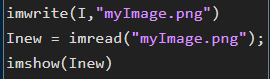 imwrite(I,"myImage.png")
Inew = imread("myImage.png");
imshow(Inew)